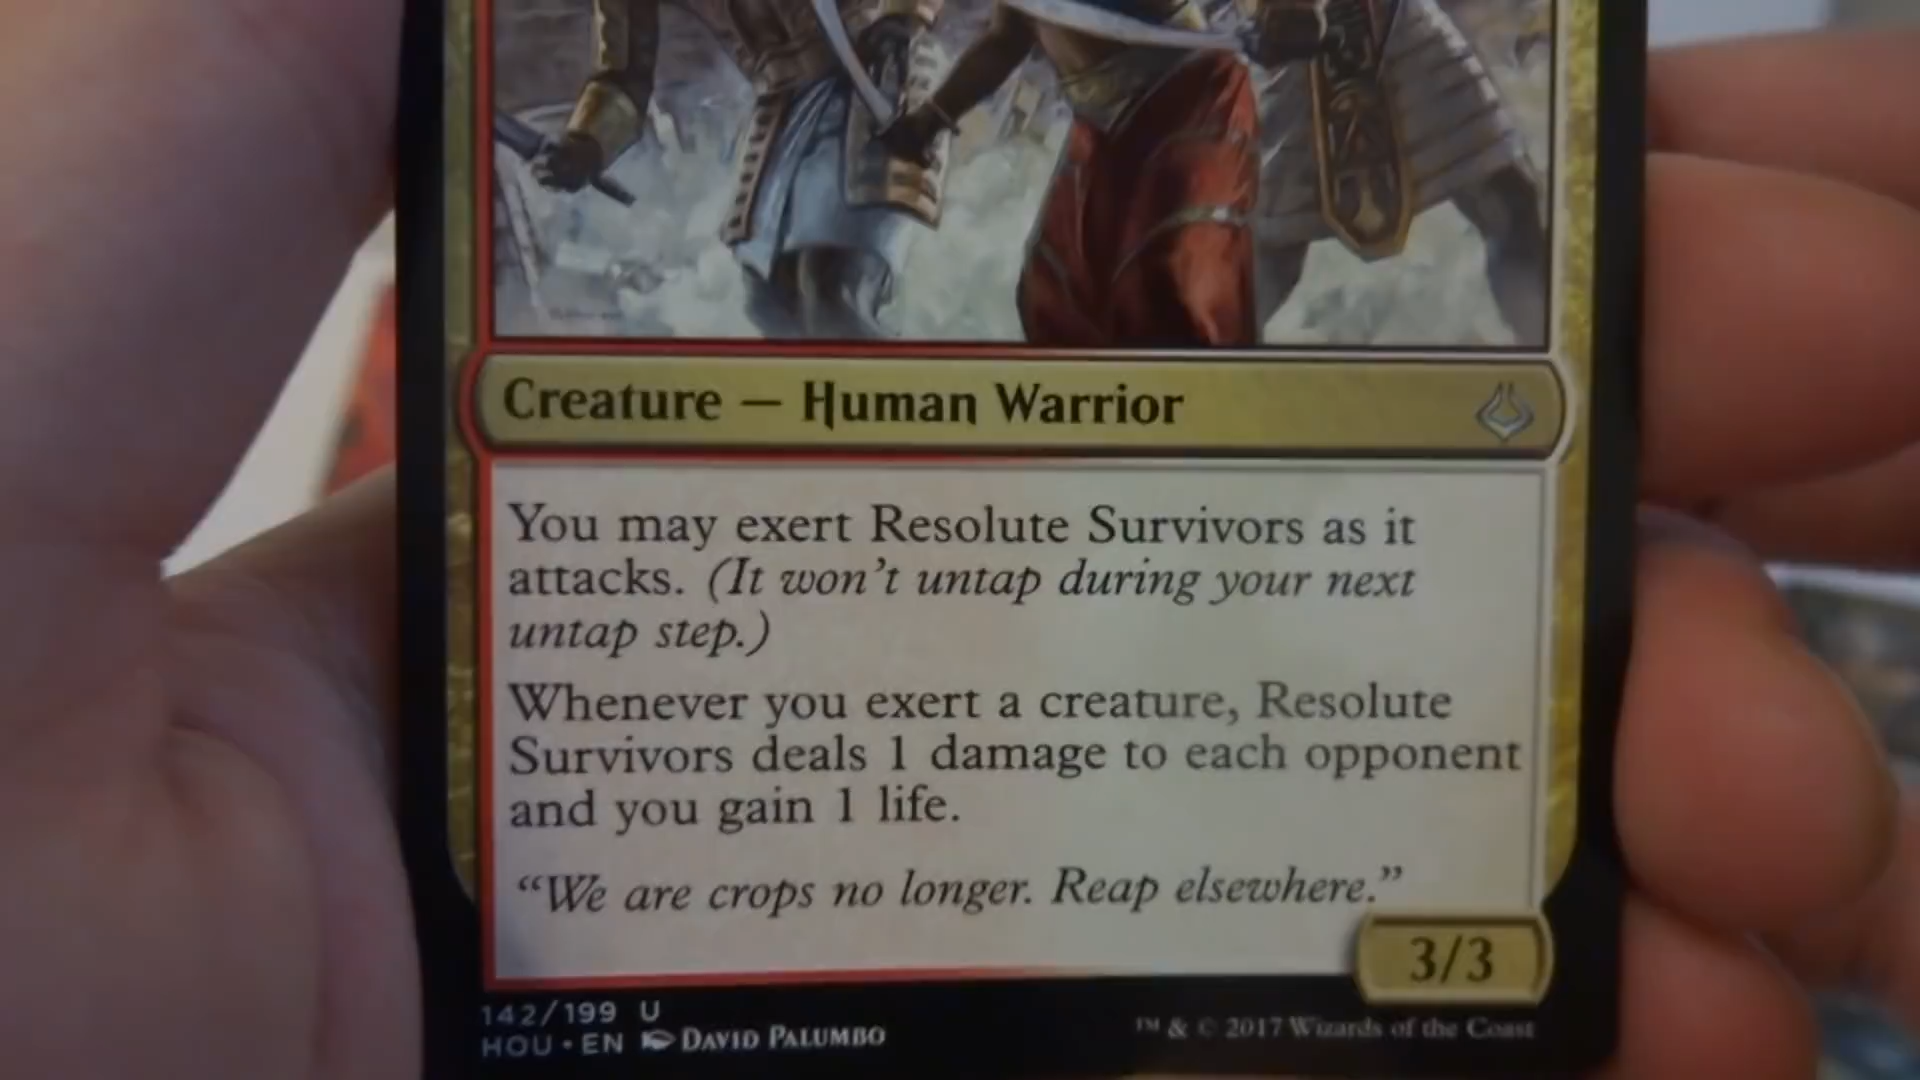 Creature — Human Warrior
You may exert Resolute Survivors as it
attacks. (It won't untap during your next
untap step.)
Whenever you exert a creature, Resolute
Survivors deals 1 damage to each opponent
and you gain 1 life.
“We are crops no longer. Reap elsewhere.”
3/3
142/199 U
HOU • EN DAVID PALUMBO
™ & © 2017 Wizards of the Coast